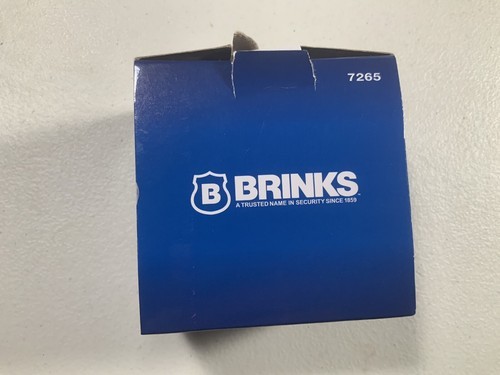 7265
B BRINKS
A TRUSTED NAME IN SECURITY SINCE 1859